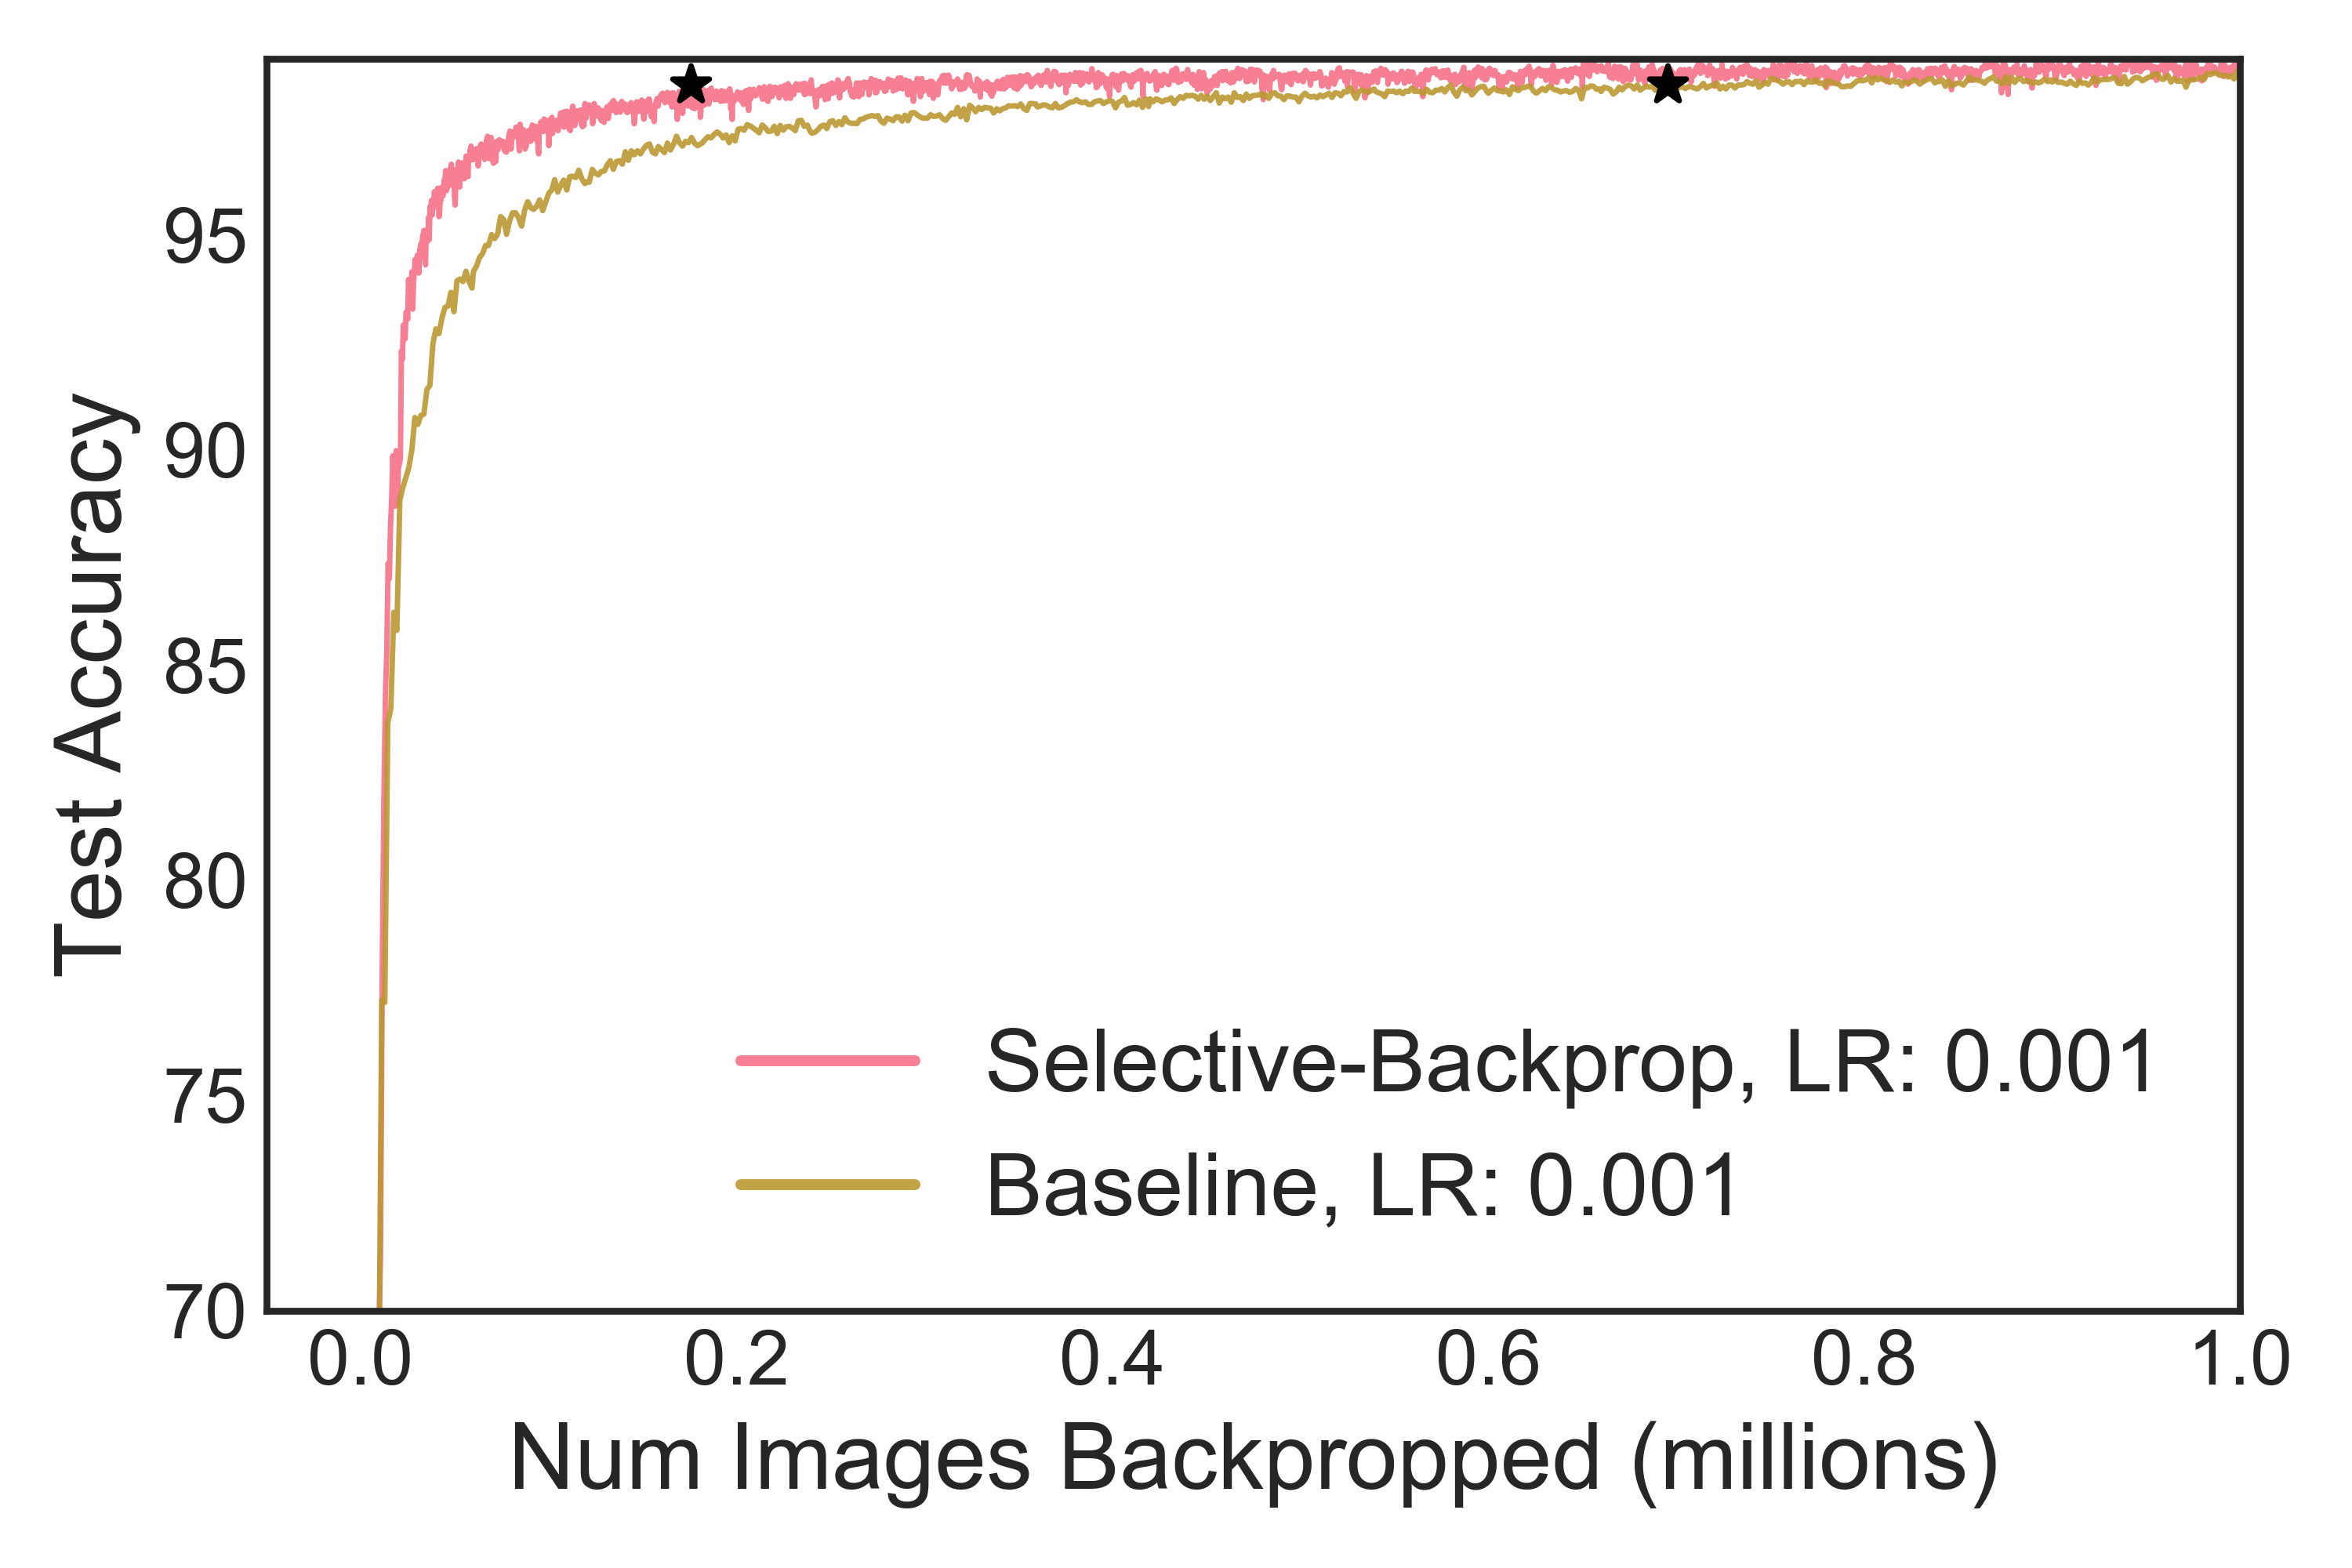 Test Accuracy
95
90
85
80
75
70
Selective-Backprop, LR: 0.001
Baseline, LR: 0.001
0.0 0.2 0.4 0.6 0.8 1.0
Num Images Backpropped (millions)